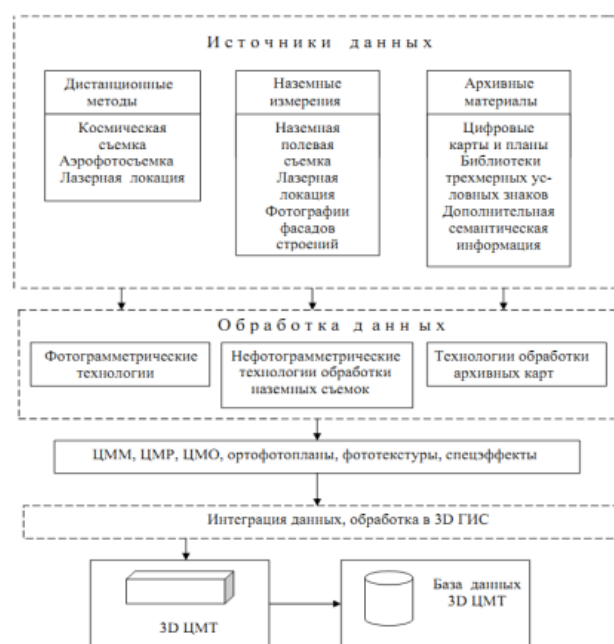 Источники данных
Дистанционные
методы
Космическая
съемка
Аэрофотосъемка
Лазерная локация
Наземные
измерения
Наземная
полевая
съемка
Лазерная
локация
Фотографии
фасадов
строений
Архивные
материалы
Цифровые
карты и планы
Библиотеки
трехмерных ус-
ловных знаков
Дополнительная
семантическая
информация
Обработка данных
Фотограмметрические
технологии
Нефотограмметрические
технологии обработки
наземных съемок
Технологии обработки
архивных карт
ЦММ, ЦМР, ЦМО, ортофотопланы, фототекстуры, спецэффекты
Интеграция данных, обработка в 3D ГИС
3D ЦМТ
База данных
3D ЦМТ